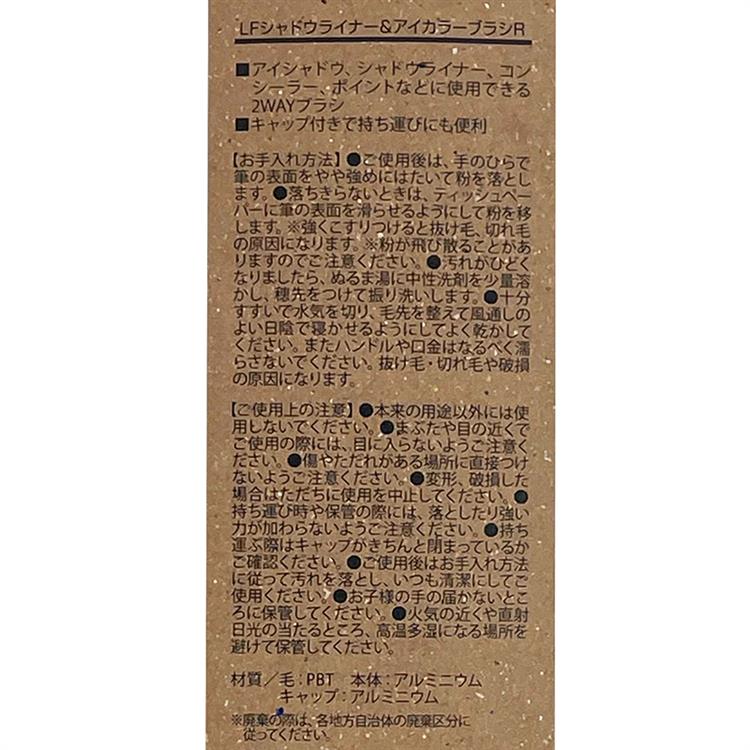 LFシャドウライナー&アイカラーブラシR
■アイシャドウ、シャドウライナー、コン
シーラー、ポイントなどに使用できる
2WAYブラシ
■キャップ付きで持ち運びにも便利
【お手入れ方法】●ご使用後は、手のひらで
筆の表面をやや強めにはたいて粉を落とし
ます。●落ちきらないときは、ティッシュペー
パーに筆の表面を滑らせるようにして粉を移
します。※強くこすりつけると抜け毛、切れ毛
の原因になります。※粉が飛び散ることがあ
りますのでご注意ください。●汚れがひどく
なりましたら、ぬるま湯に中性洗剤を少量溶
かし、穂先をつけて振り洗いします。●十分
すすいで水気を切り、毛先を整えて風通しの
よい日陰で寝かせるようにしてよく乾かして
ください。またハンドルや口金はなるべく濡
らさないでください。抜け毛・切れ毛や破損
の原因になります。
【ご使用上の注意】●本来の用途以外には使
用しないでください。●まぶたや目の近くで
ご使用の際には、目に入らないようご注意く
ださい。●傷やただれがある場所に直接つけ
ないようご注意ください。●変形、破損した
場合はただちに使用を中止してください。●
持ち運び時や保管の際には、落としたり強い
力が加わらないようご注意ください。●持ち
運ぶ際はキャップがきちんと閉まっているか
ご確認ください。●ご使用後はお手入れ方法
に従って汚れを落とし、いつも清潔にしてご
使用ください。●お子様の手の届かないとこ
ろに保管してください。●火気の近くや直射
日光の当たるところ、高温多湿になる場所を
避けて保管してください。
材質/毛:PBT 本体:アルミニウム
キャップ:アルミニウム
※廃棄の際は、各地方自治体の廃棄区分に
従ってください。